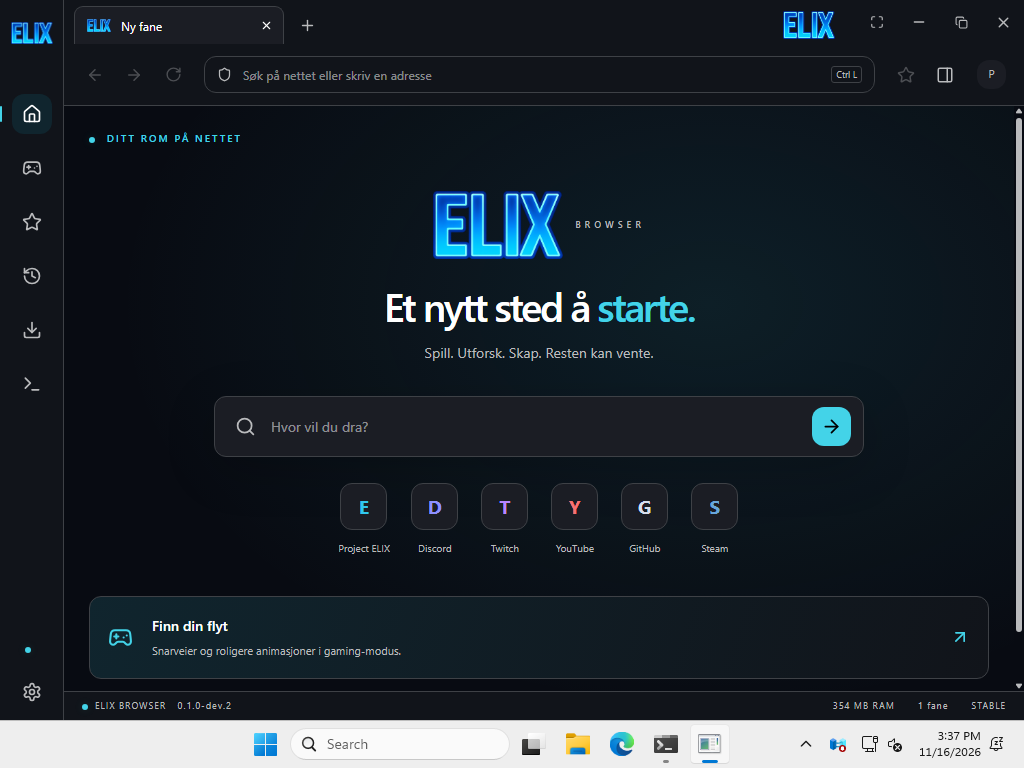 ELIX
ELIX
Ny fane
ELIX
Søk på nettet eller skriv en adresse
Ctrl L
P
DITT ROM PÅ NETTET
ELIX
BROWSER
Et nytt sted å starte.
Spill. Utforsk. Skap. Resten kan vente.
Hvor vil du dra?
E
D
T
Y
G
S
Project ELIX
Discord
Twitch
YouTube
GitHub
Steam
Finn din flyt
Snarveier og roligere animasjoner i gaming-modus.
ELIX BROWSER
0.1.0-dev.2
354 MB RAM
1 fane
STABLE
Search
3:37 PM
11/16/2026